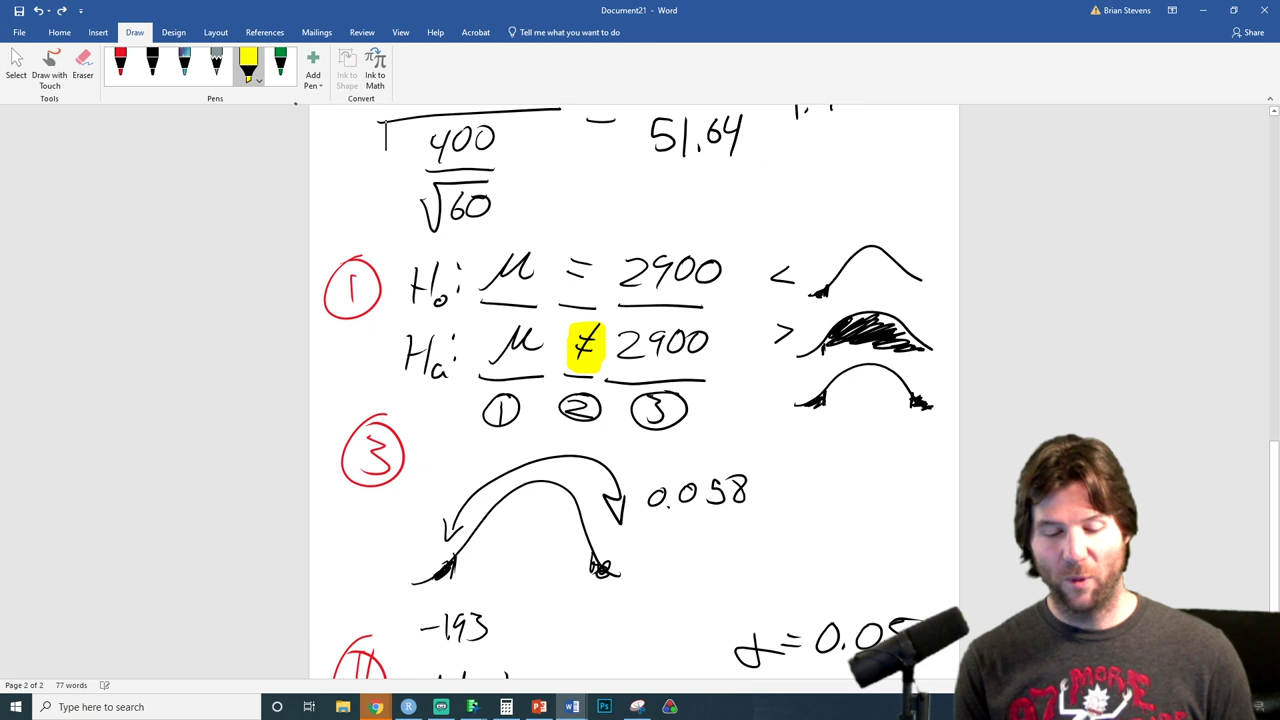 Document21 - Word
Brian Stevens
File Home Insert Draw Design Layout References Mailings Review View Help Acrobat Tell me what you want to do Share
Select Draw with Touch Eraser Add Pen Ink to Shape Ink to Math
Tools Pens Convert
400
√60
51.64
1 H₀: μ = 2900 <
Hₐ: μ ≠ 2900 >
1 2 3
3
0.058
-1.93
α = 0.05
Page 2 of 2 77 words
Type here to search
MORE